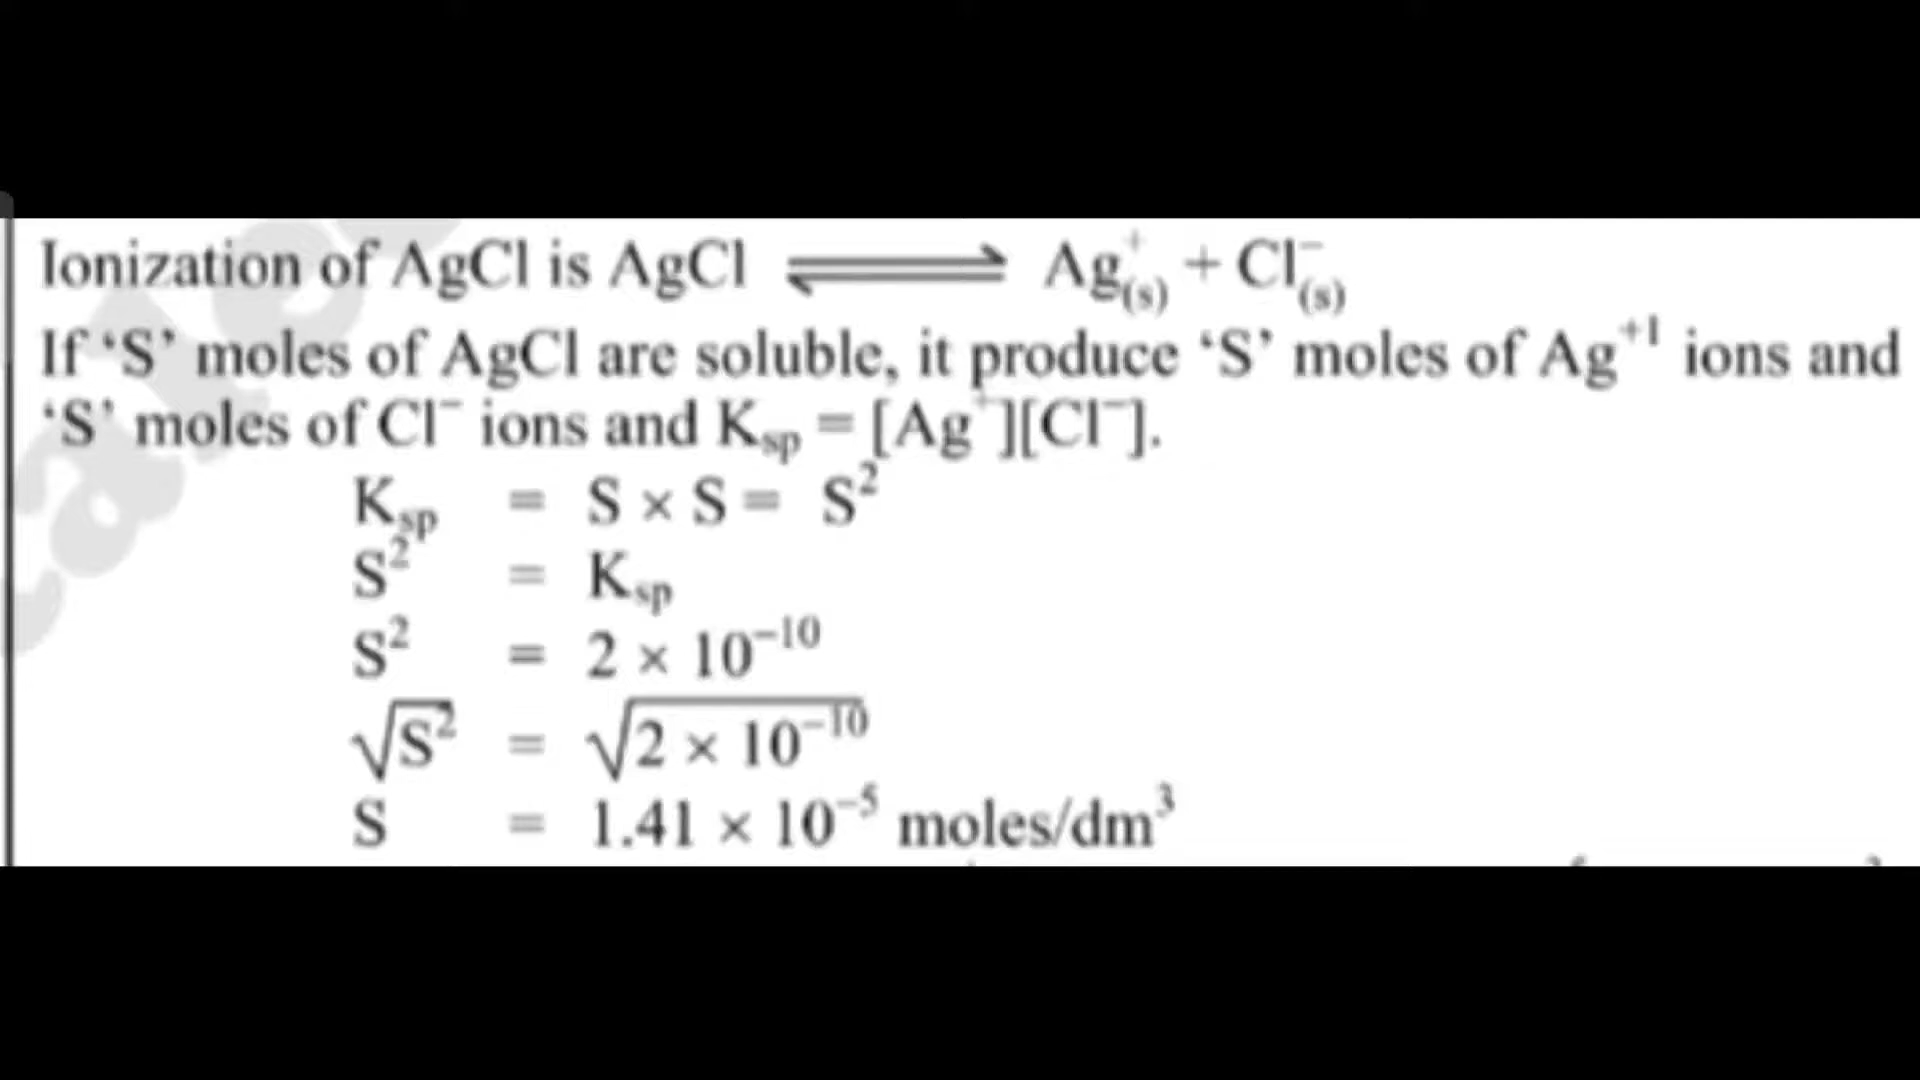 Ionization of AgCl is AgCl ⇌ Ag⁺(s) + Cl⁻(s)
If ‘S’ moles of AgCl are soluble, it produce ‘S’ moles of Ag⁺¹ ions and
‘S’ moles of Cl⁻ ions and Ksp = [Ag⁺][Cl⁻].
Ksp = S × S = S²
S² = Ksp
S² = 2 × 10⁻¹⁰
√S² = √2 × 10⁻¹⁰
S = 1.41 × 10⁻⁵ moles/dm³